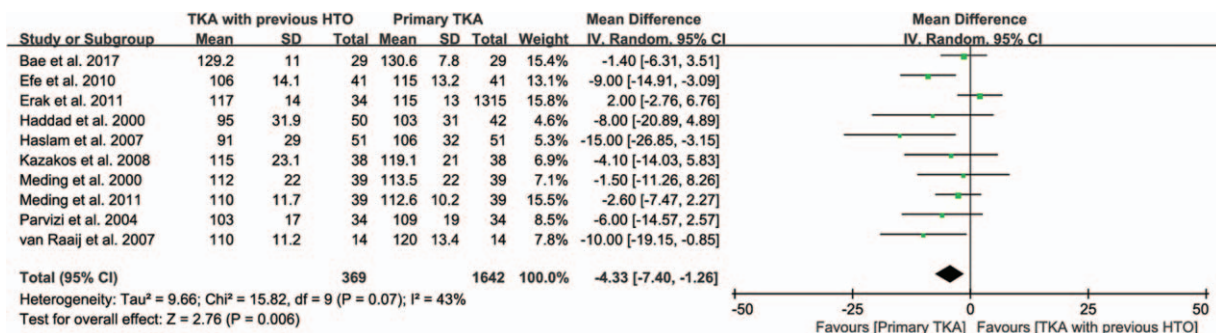 TKA with previous HTO Primary TKA Mean Difference Mean Difference
Study or Subgroup Mean SD Total Mean SD Total Weight IV, Random, 95% CI IV, Random, 95% CI
Bae et al. 2017 129.2 11 29 130.6 7.8 29 15.4% -1.40 [-6.31, 3.51]
Efe et al. 2010 106 14.1 41 115 13.2 41 13.1% -9.00 [-14.91, -3.09]
Erak et al. 2011 117 14 34 115 13 1315 15.8% 2.00 [-2.76, 6.76]
Haddad et al. 2000 95 31.9 50 103 31 42 4.6% -8.00 [-20.89, 4.89]
Haslam et al. 2007 91 29 51 106 32 51 5.3% -15.00 [-26.85, -3.15]
Kazakos et al. 2008 115 23.1 38 119.1 21 38 6.9% -4.10 [-14.03, 5.83]
Meding et al. 2000 112 22 39 113.5 22 39 7.1% -1.50 [-11.26, 8.26]
Meding et al. 2011 110 11.7 39 112.6 10.2 39 15.5% -2.60 [-7.47, 2.27]
Parvizi et al. 2004 103 17 34 109 19 34 8.5% -6.00 [-14.57, 2.57]
van Raaij et al. 2007 110 11.2 14 120 13.4 14 7.8% -10.00 [-19.15, -0.85]
Total (95% CI) 369 1642 100.0% -4.33 [-7.40, -1.26]
Heterogeneity: Tau² = 9.66; Chi² = 15.82, df = 9 (P = 0.07); I² = 43%
Test for overall effect: Z = 2.76 (P = 0.006)
-50 -25 0 25 50
Favours [Primary TKA] Favours [TKA with previous HTO]